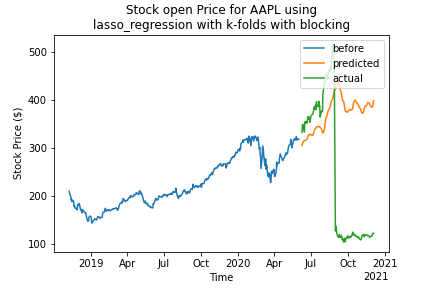 Stock open Price for AAPL using
lasso_regression with k-folds with blocking
before
predicted
actual
Stock Price ($)
500
400
300
200
100
2019
Apr
Jul
Oct
2020
Apr
Jul
Oct
2021
Time
2021